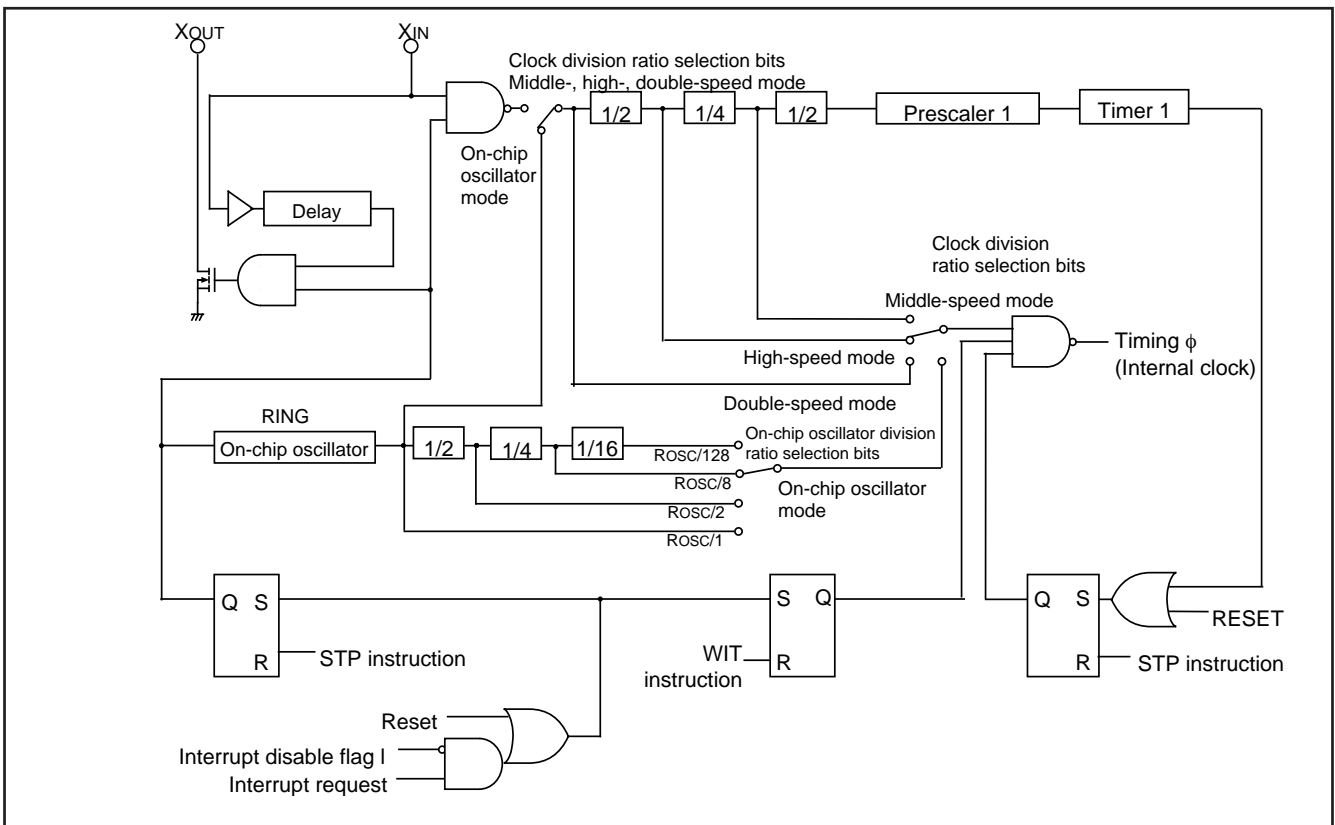 XOUT
XIN
Clock division ratio selection bits
Middle-, high-, double-speed mode
1/2
1/4
1/2
Prescaler 1
Timer 1
On-chip
oscillator
mode
Delay
Clock division
ratio selection bits
Middle-speed mode
Timing ϕ
(Internal clock)
High-speed mode
Double-speed mode
RING
On-chip oscillator
1/2
1/4
1/16
ROSC/128
On-chip oscillator division
ratio selection bits
ROSC/8
On-chip oscillator
mode
ROSC/2
ROSC/1
Q S
R
STP instruction
S Q
R
WIT
instruction
Q S
R
RESET
STP instruction
Reset
Interrupt disable flag I
Interrupt request